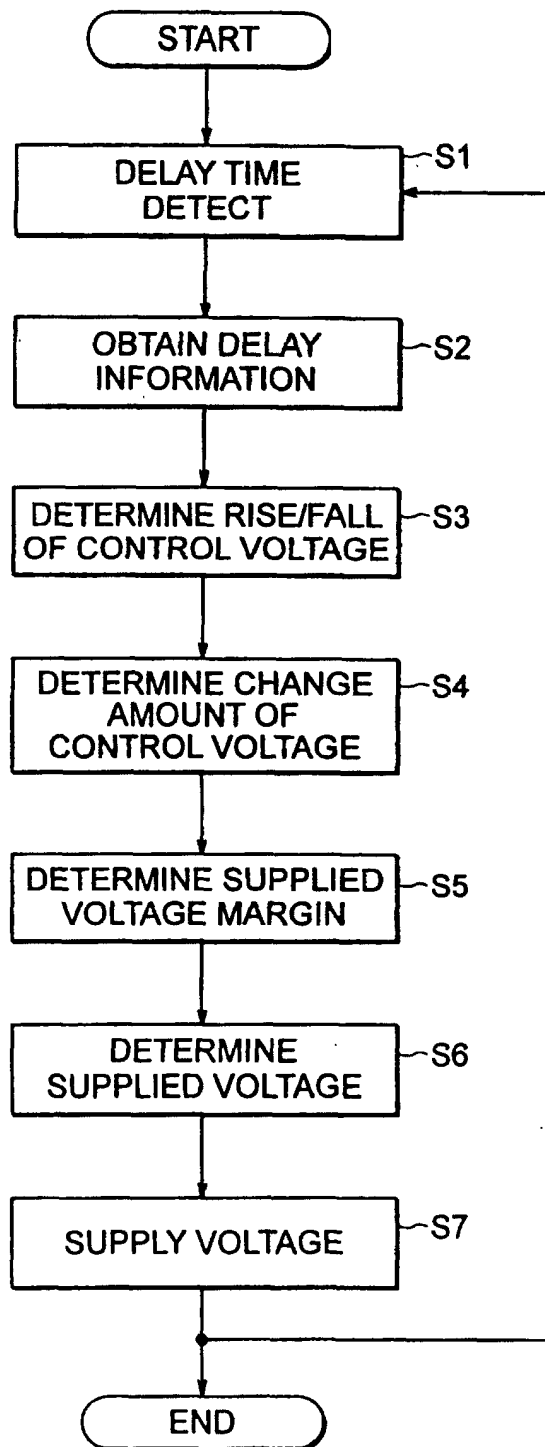 START
S1
DELAY TIME
DETECT
S2
OBTAIN DELAY
INFORMATION
S3
DETERMINE RISE/FALL
OF CONTROL VOLTAGE
S4
DETERMINE CHANGE
AMOUNT OF
CONTROL VOLTAGE
S5
DETERMINE SUPPLIED
VOLTAGE MARGIN
S6
DETERMINE
SUPPLIED VOLTAGE
S7
SUPPLY VOLTAGE
END